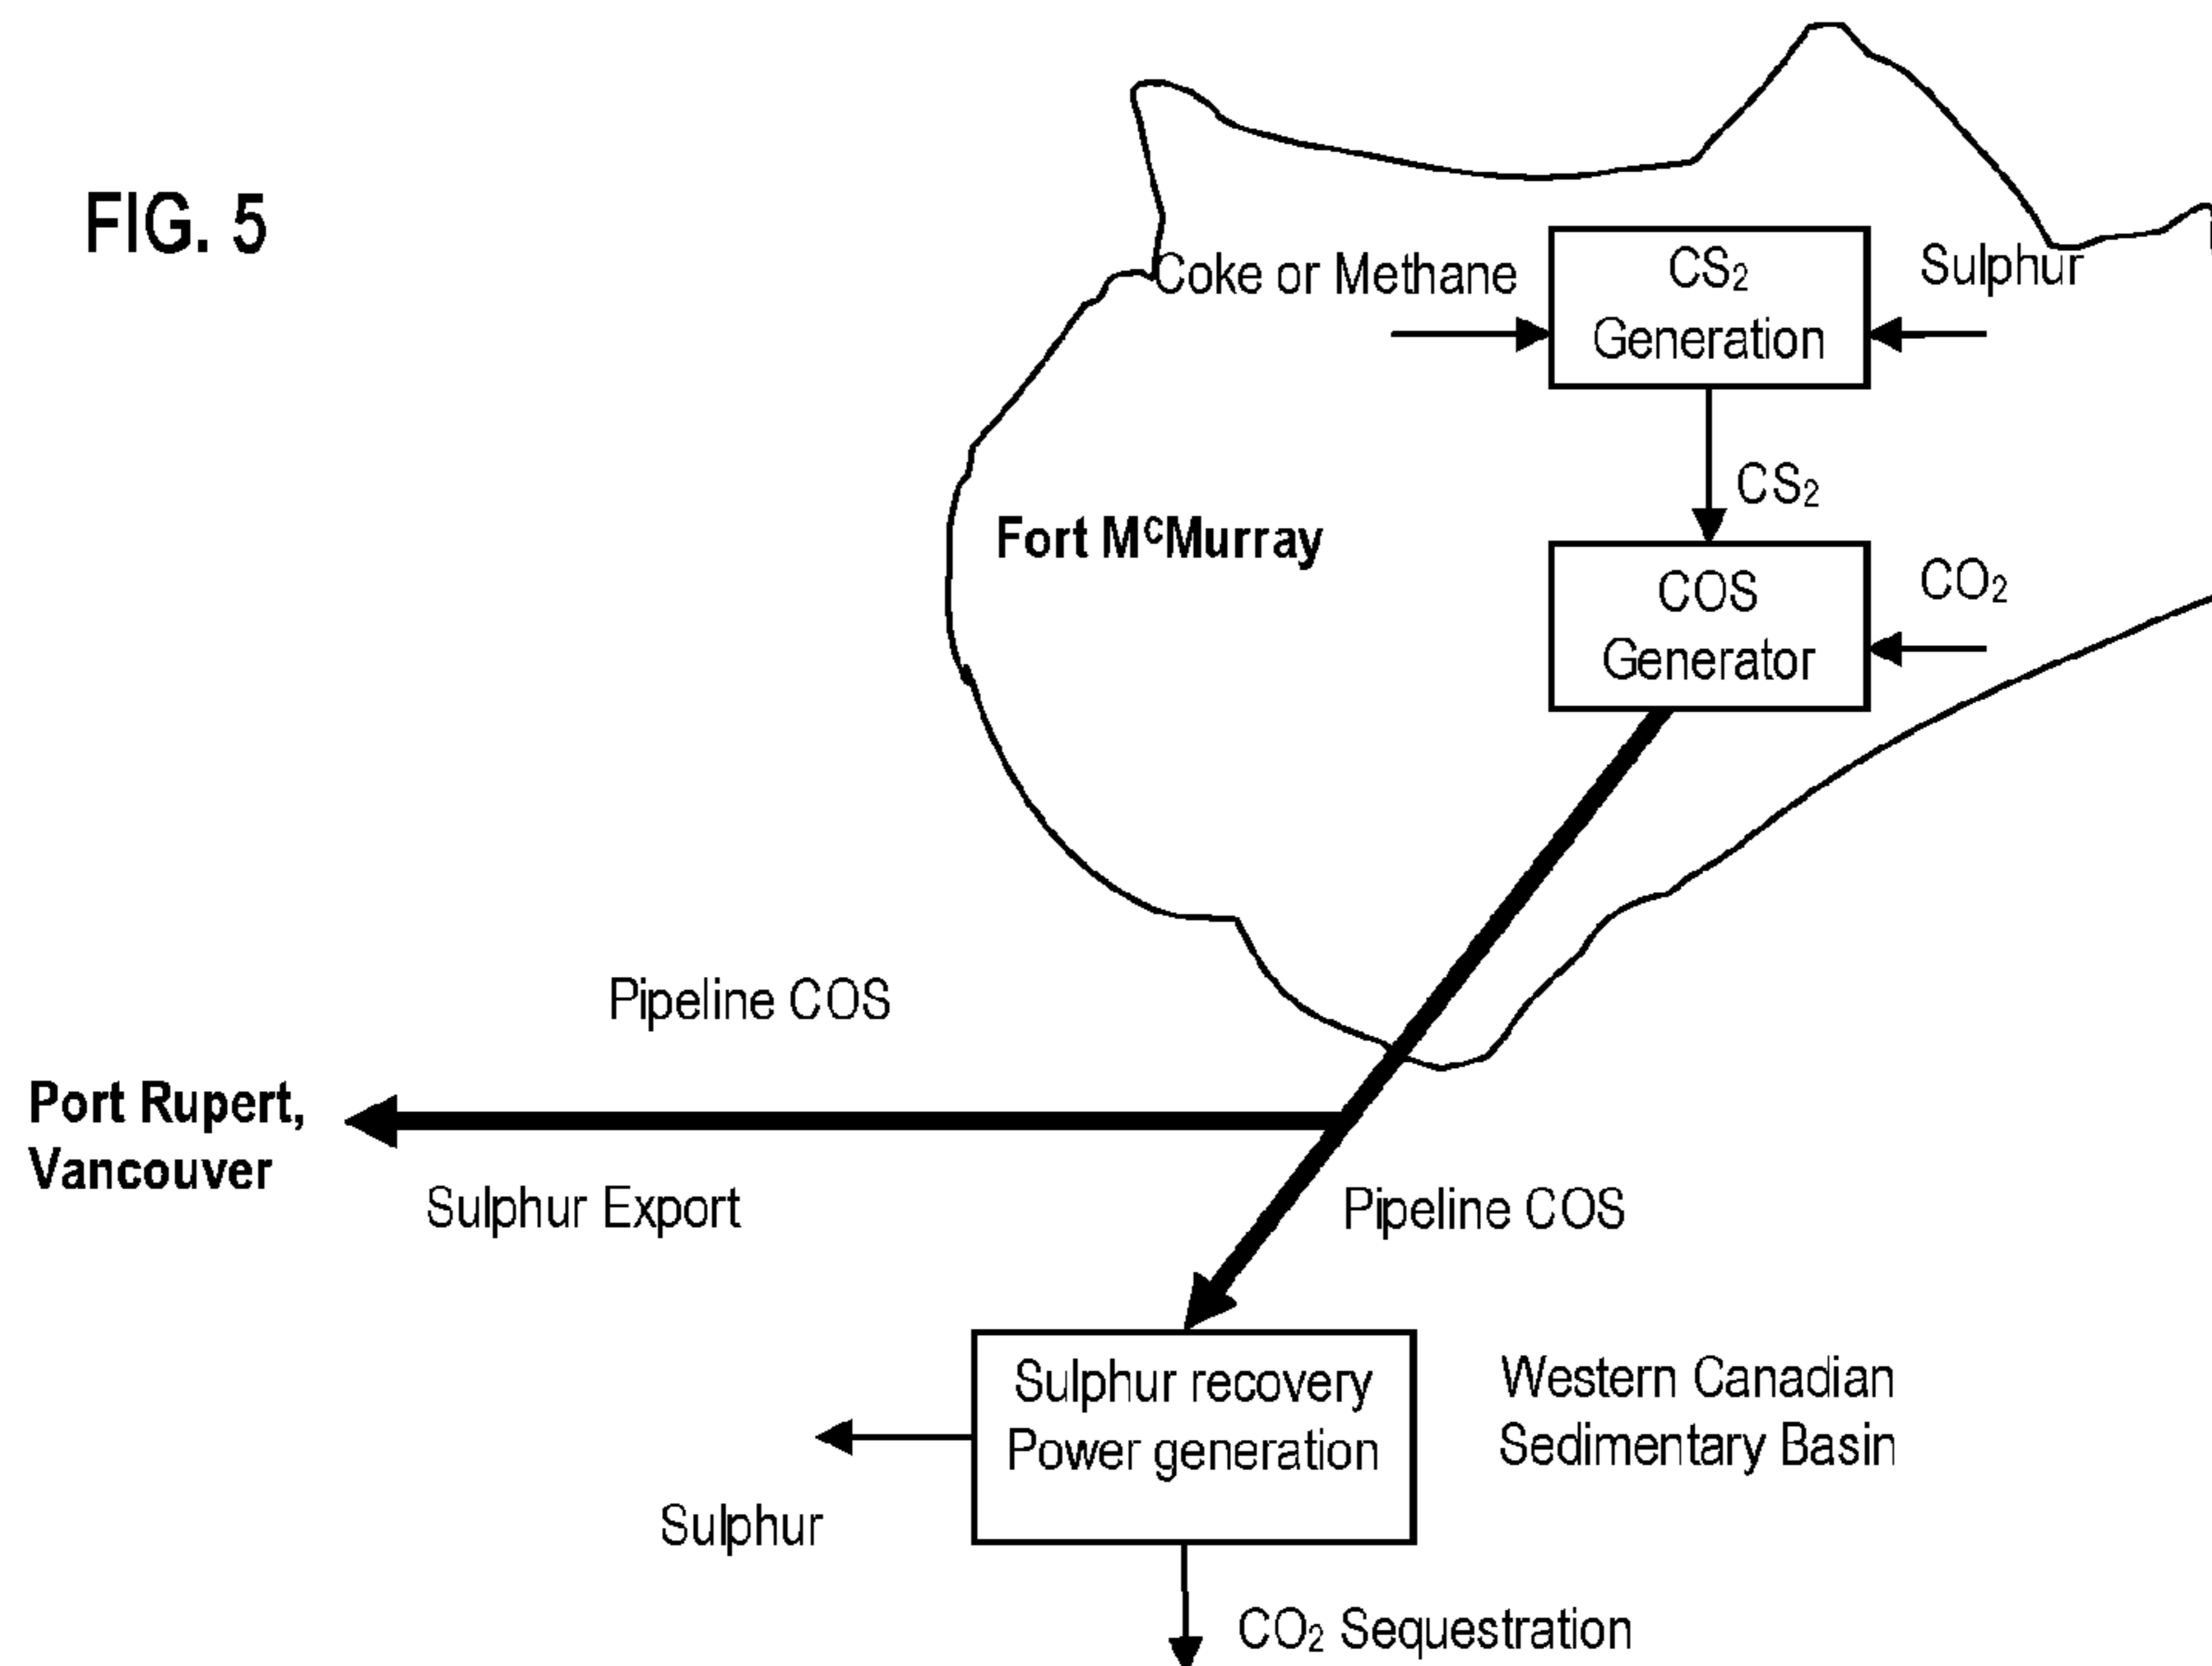 FIG. 5
Coke or Methane
CS₂
Generation
Sulphur
CS₂
Fort MᶜMurray
COS
Generator
CO₂
Pipeline COS
Port Rupert,
Vancouver
Sulphur Export
Pipeline COS
Sulphur recovery
Power generation
Western Canadian
Sedimentary Basin
Sulphur
CO₂ Sequestration